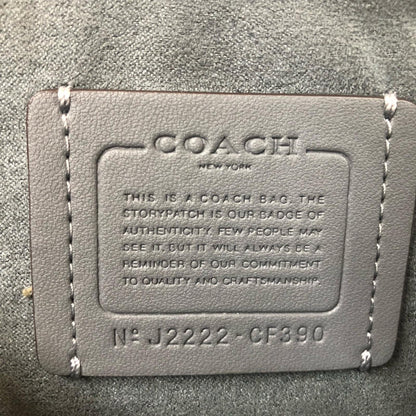 COACH
NEW YORK
THIS IS A COACH BAG. THE
STORYPATCH IS OUR BADGE OF
AUTHENTICITY. FEW PEOPLE MAY
SEE IT, BUT IT WILL ALWAYS BE A
REMINDER OF OUR COMMITMENT
TO QUALITY AND CRAFTSMANSHIP.
Nº J2222-CF390